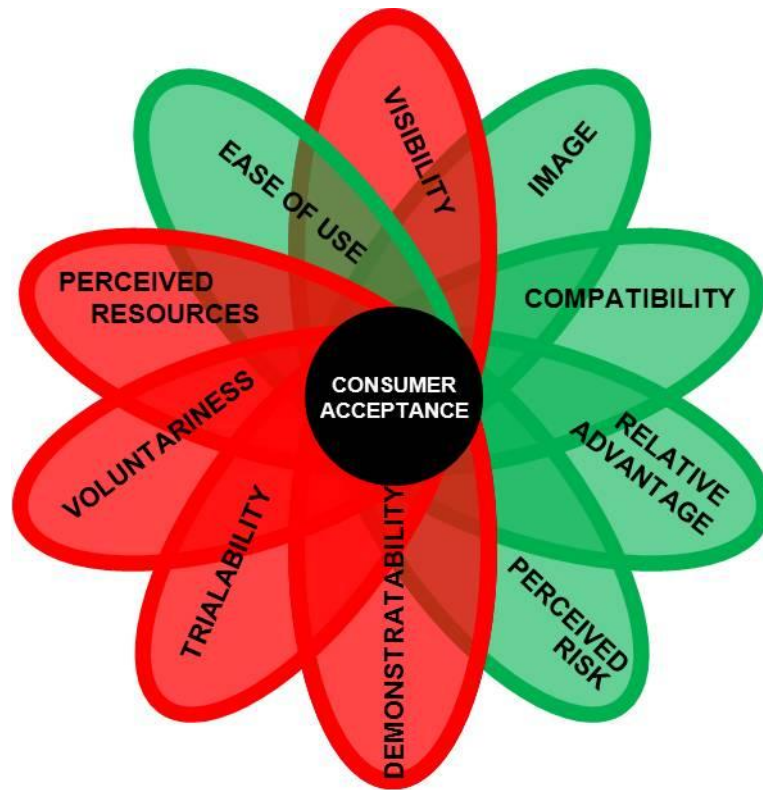 VISIBILITY
IMAGE
COMPATIBILITY
RELATIVE
ADVANTAGE
PERCEIVED
RISK
DEMONSTRATABILITY
TRIALABILITY
VOLUNTARINESS
PERCEIVED
RESOURCES
EASE OF USE
CONSUMER
ACCEPTANCE